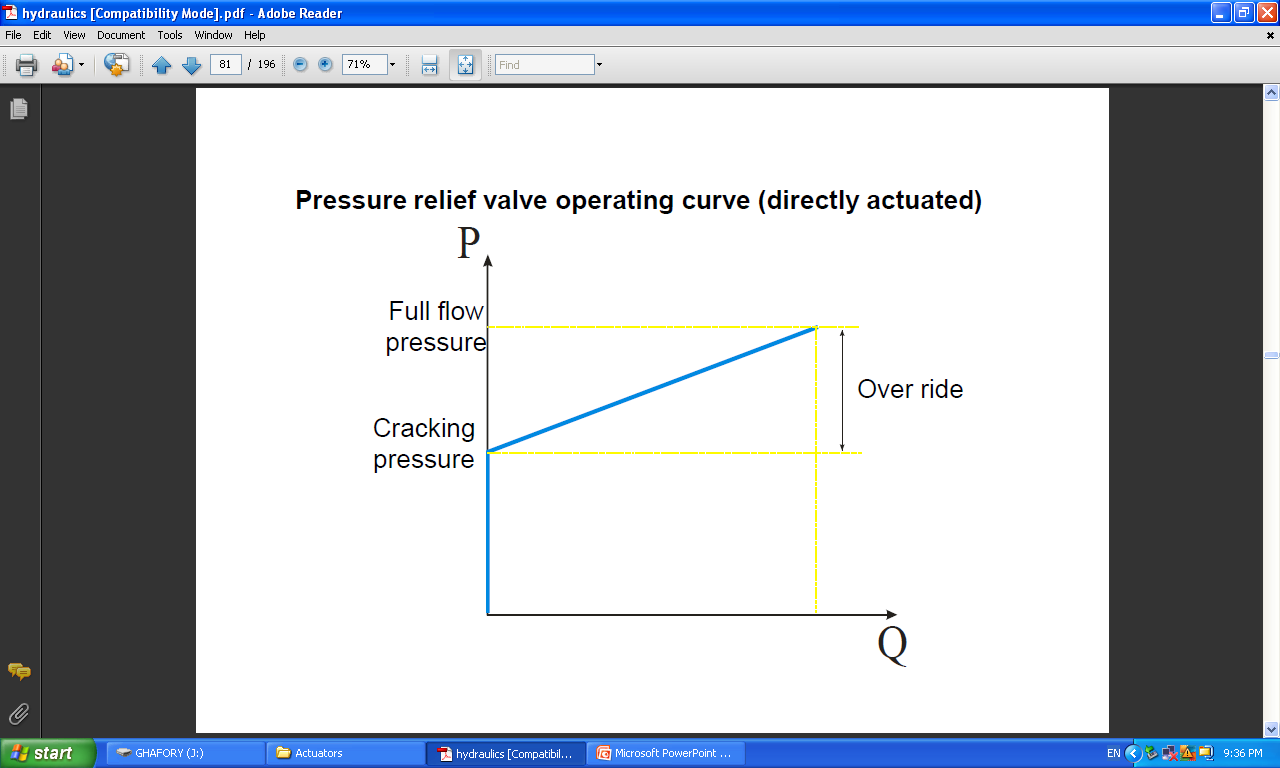 hydraulics [Compatibility Mode].pdf - Adobe Reader
File Edit View Document Tools Window Help
81 / 196 71% Find
Pressure relief valve operating curve (directly actuated)
P
Full flow
pressure
Over ride
Cracking
pressure
Q
start GHAFORY (J:) Actuators hydraulics [Compatibil... Microsoft PowerPoint ... EN 9:36 PM